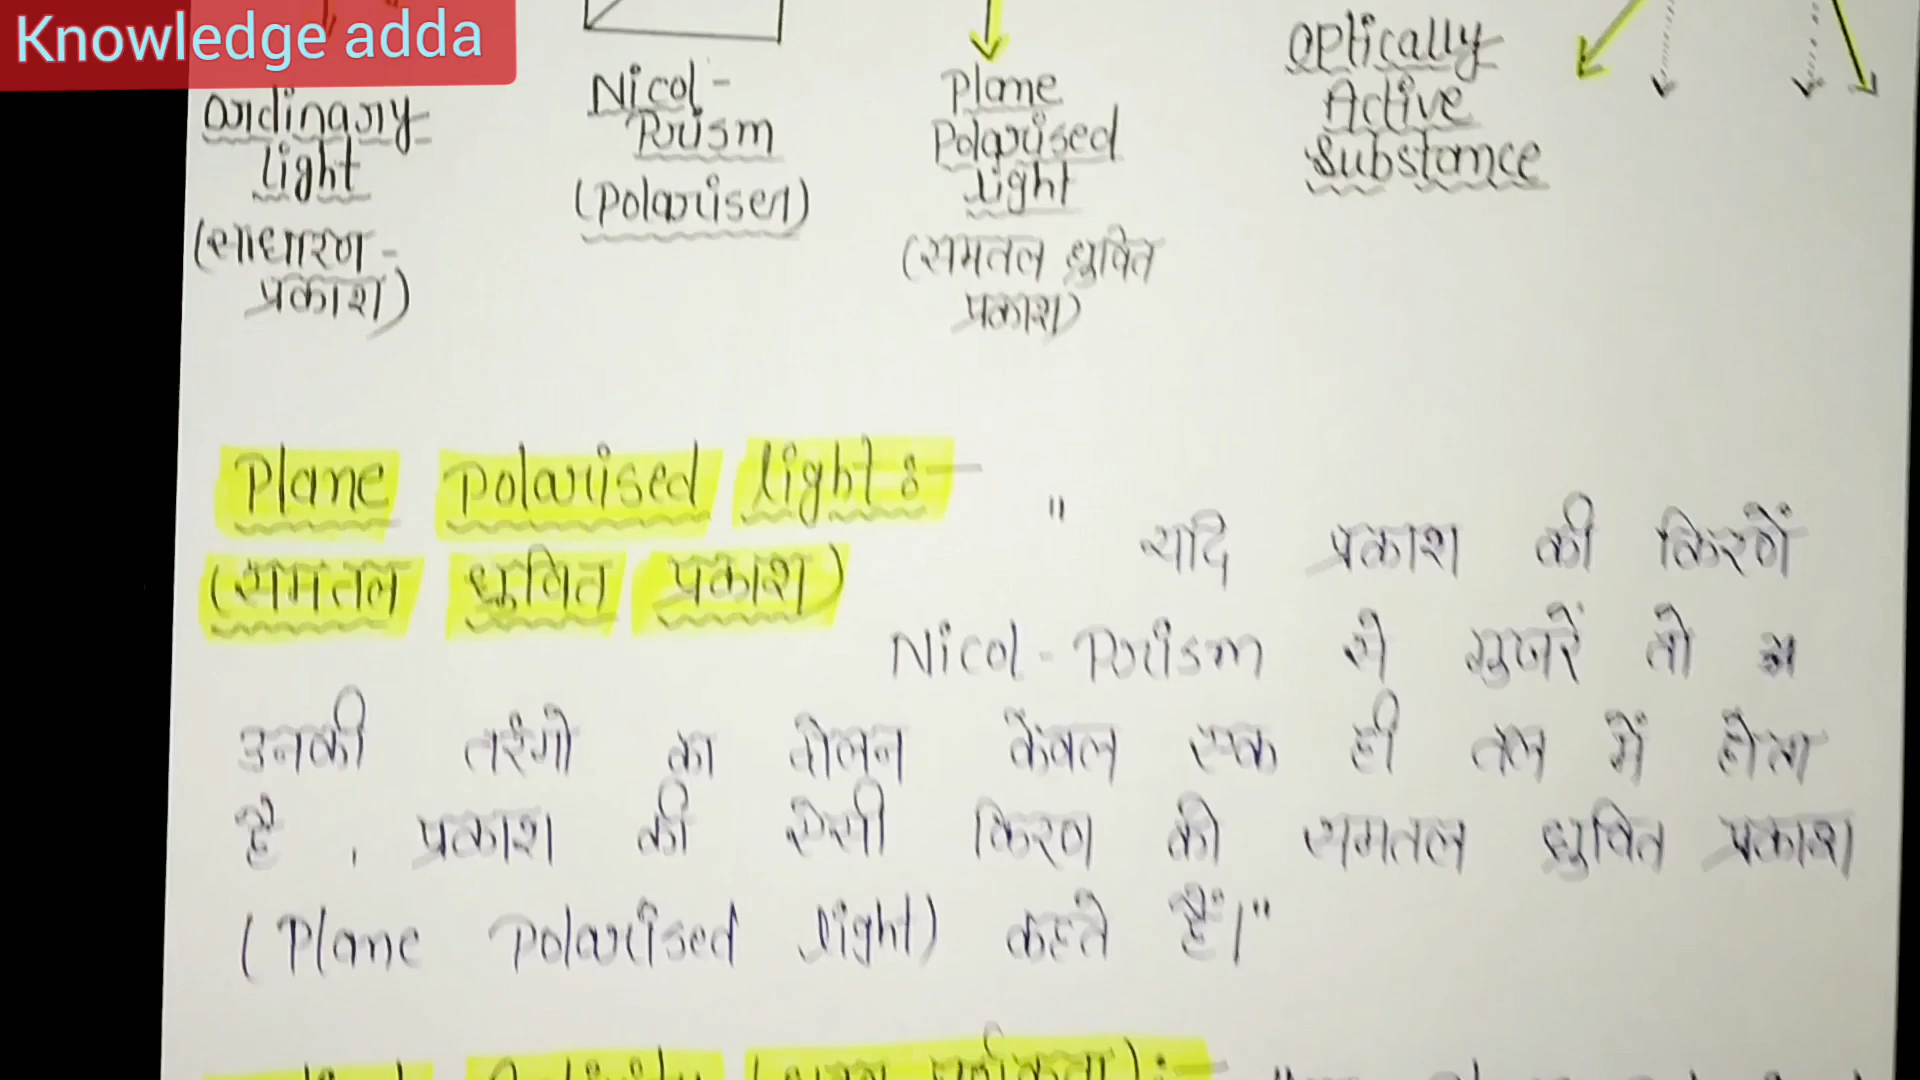 Knowledge adda
Ordinary light
(साधारण-प्रकाश)
Nicol-Prism
(Polariser)
Plane Polarised light
(समतल ध्रुवित प्रकाश)
Optically Active Substance
Plane Polarised light :-
(समतल ध्रुवित प्रकाश)
" यदि प्रकाश की किरणें
Nicol-Prism से गुजरें तो
उनकी तरंगो का दोलन केवल एक ही तल में होता
है , प्रकाश की ऐसी किरण को समतल ध्रुवित प्रकाश
(Plane Polarised light) कहते हैं।"